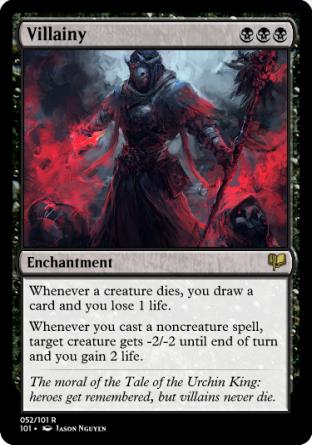 Villainy
Enchantment
Whenever a creature dies, you draw a
card and you lose 1 life.
Whenever you cast a noncreature spell,
target creature gets -2/-2 until end of turn
and you gain 2 life.
The moral of the Tale of the Urchin King:
heroes get remembered, but villains never die.
052/101 R
101 • Jason Nguyen